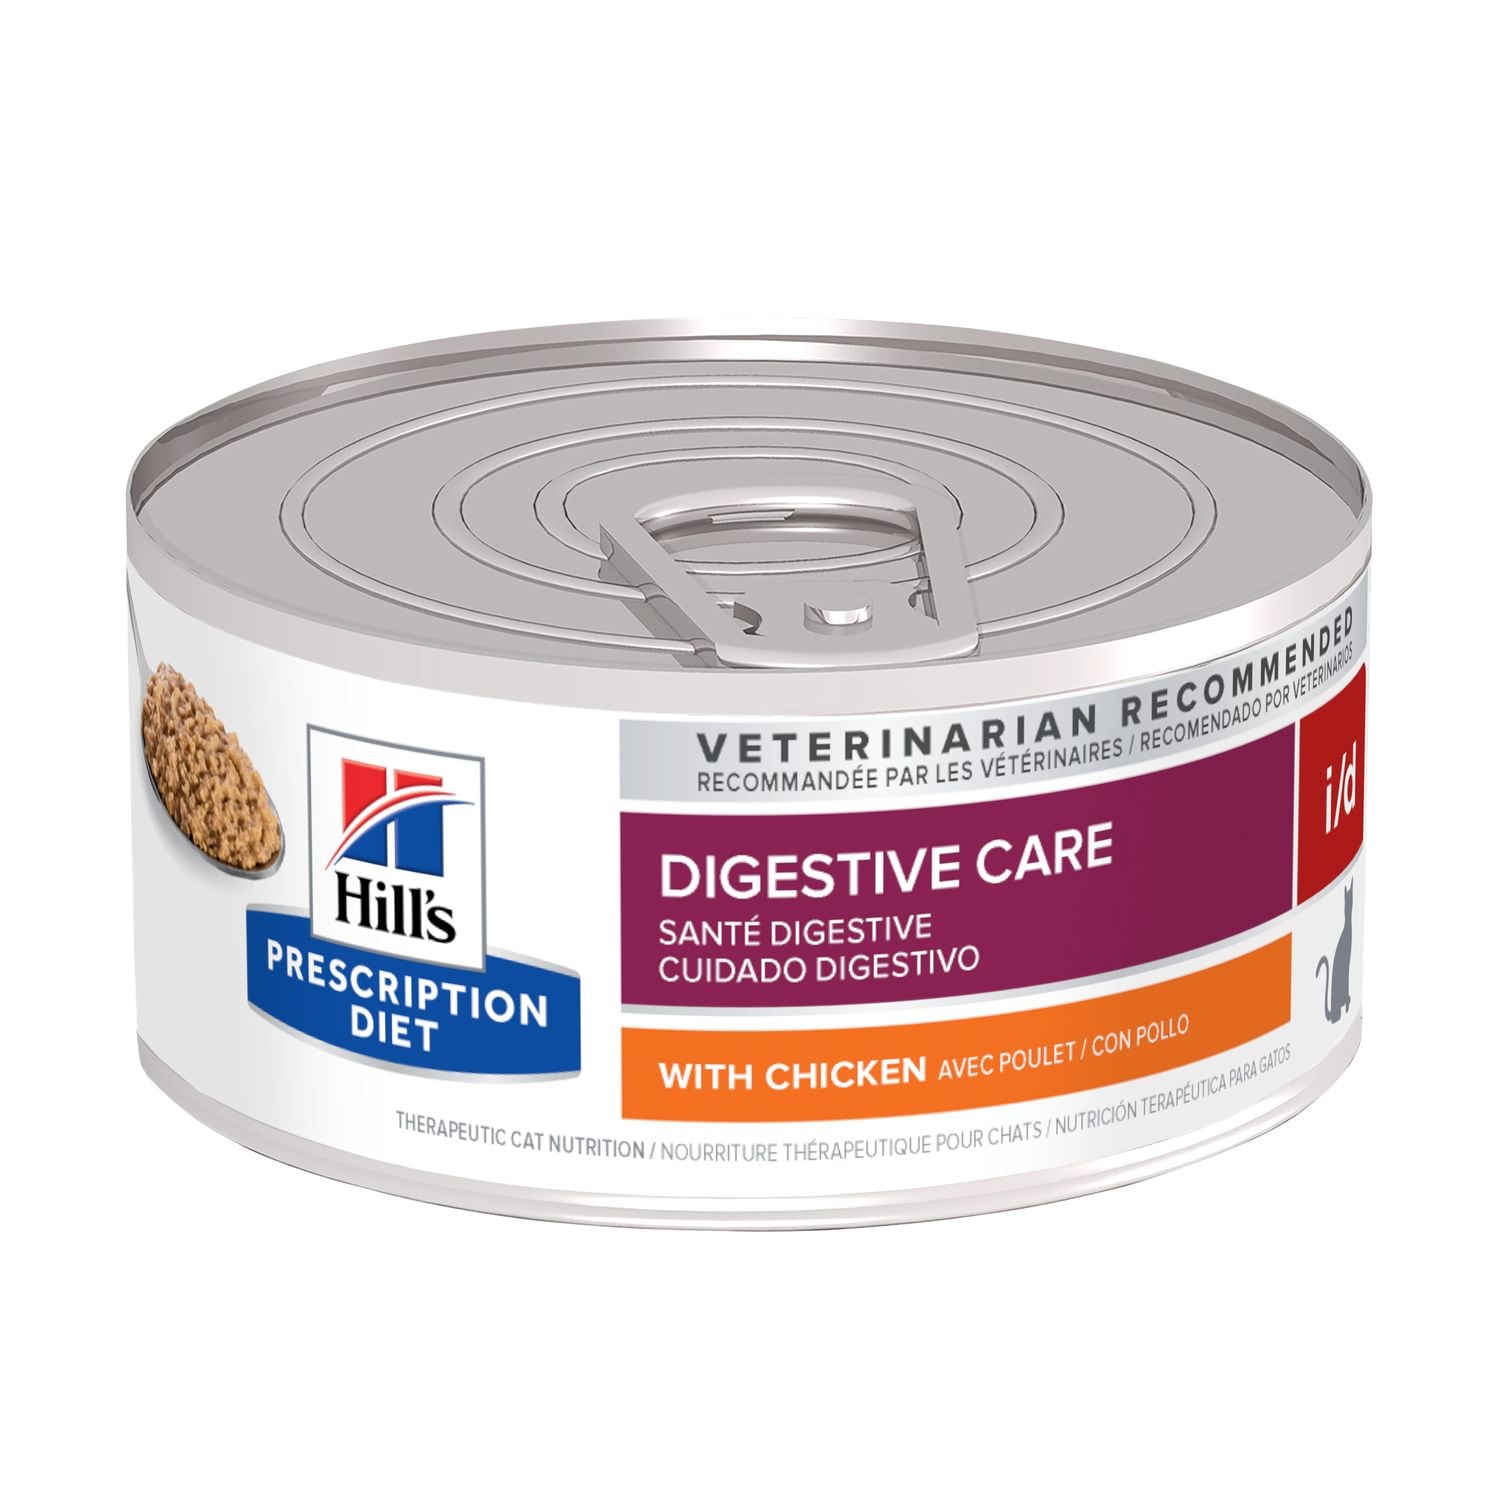 Hill's
PRESCRIPTION
DIET
VETERINARIAN RECOMMENDED
RECOMMANDÉE PAR LES VÉTÉRINAIRES / RECOMENDADO POR VETERINARIOS
DIGESTIVE CARE
SANTÉ DIGESTIVE
CUIDADO DIGESTIVO
i/d
WITH CHICKEN AVEC POULET / CON POLLO
THERAPEUTIC CAT NUTRITION / NOURRITURE THÉRAPEUTIQUE POUR CHATS / NUTRICIÓN TERAPÉUTICA PARA GATOS